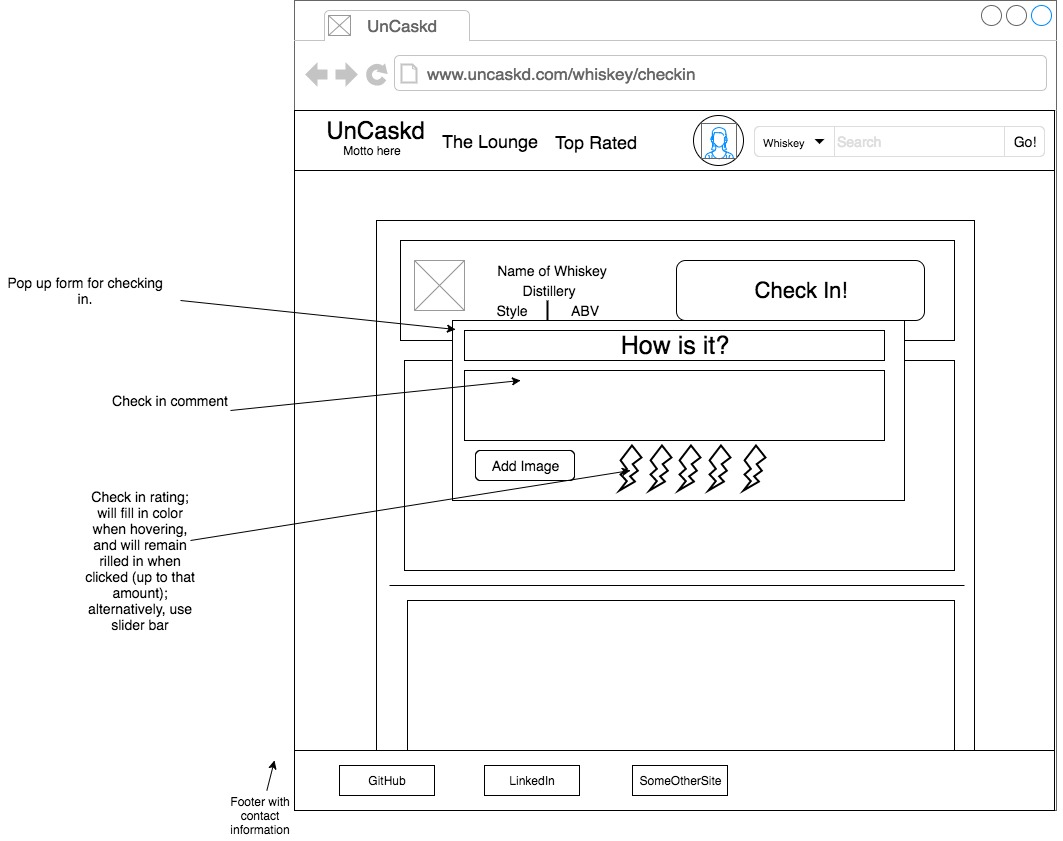 UnCaskd
www.uncaskd.com/whiskey/checkin
UnCaskd
Motto here
The Lounge
Top Rated
Whiskey
Search
Go!
Pop up form for checking
in.
Name of Whiskey
Distillery
Style
ABV
Check In!
How is it?
Check in comment
Add Image
Check in rating;
will fill in color
when hovering,
and will remain
rilled in when
clicked (up to that
amount);
alternatively, use
slider bar
GitHub
LinkedIn
SomeOtherSite
Footer with
contact
information